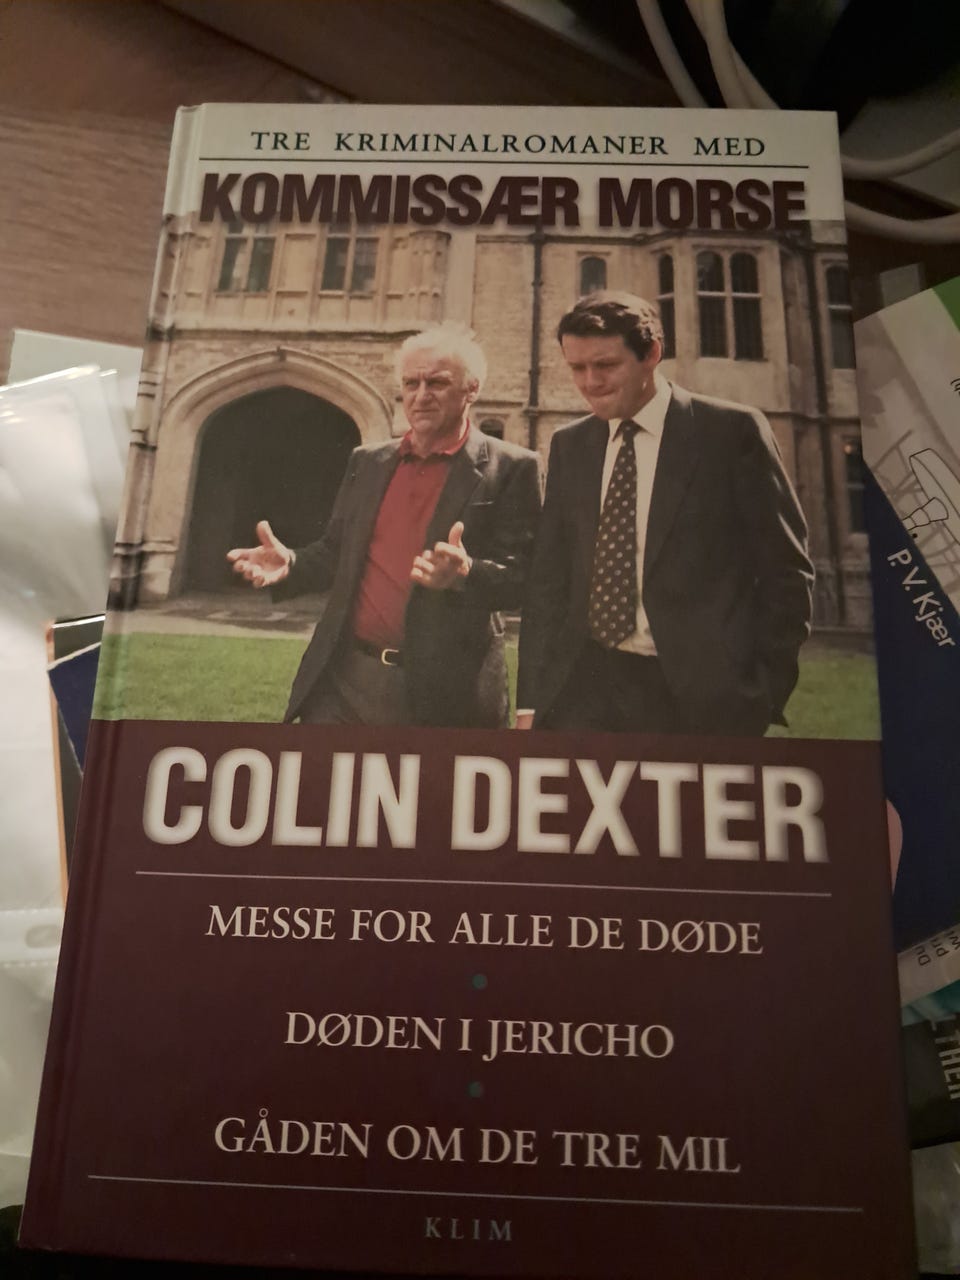 TRE KRIMINALROMANER MED
KOMMISSÆR MORSE
COLIN DEXTER
MESSE FOR ALLE DE DØDE
DØDEN I JERICHO
GÅDEN OM DE TRE MIL
KLIM
P.V. Kjær